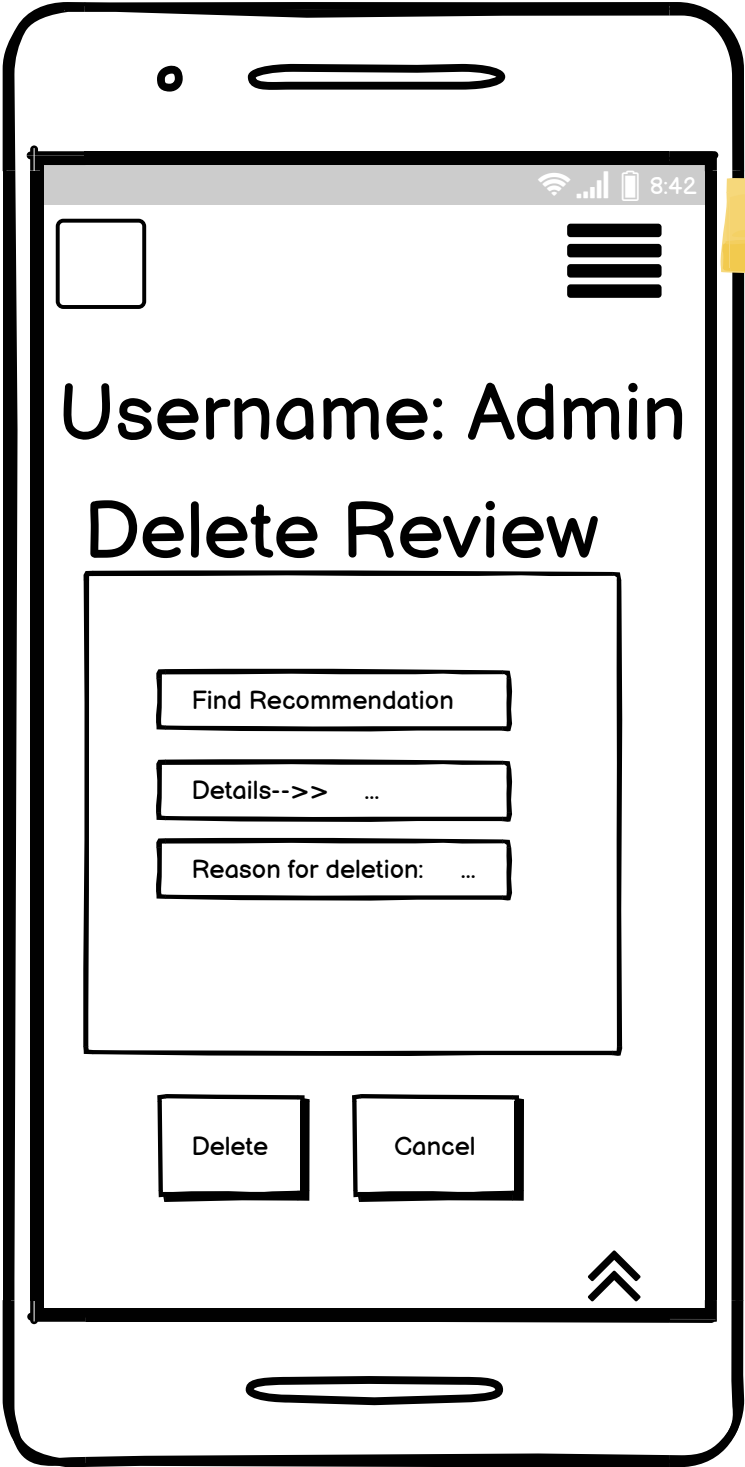 8:42
Username: Admin
Delete Review
Find Recommendation
Details-->> ...
Reason for deletion: ...
Delete Cancel